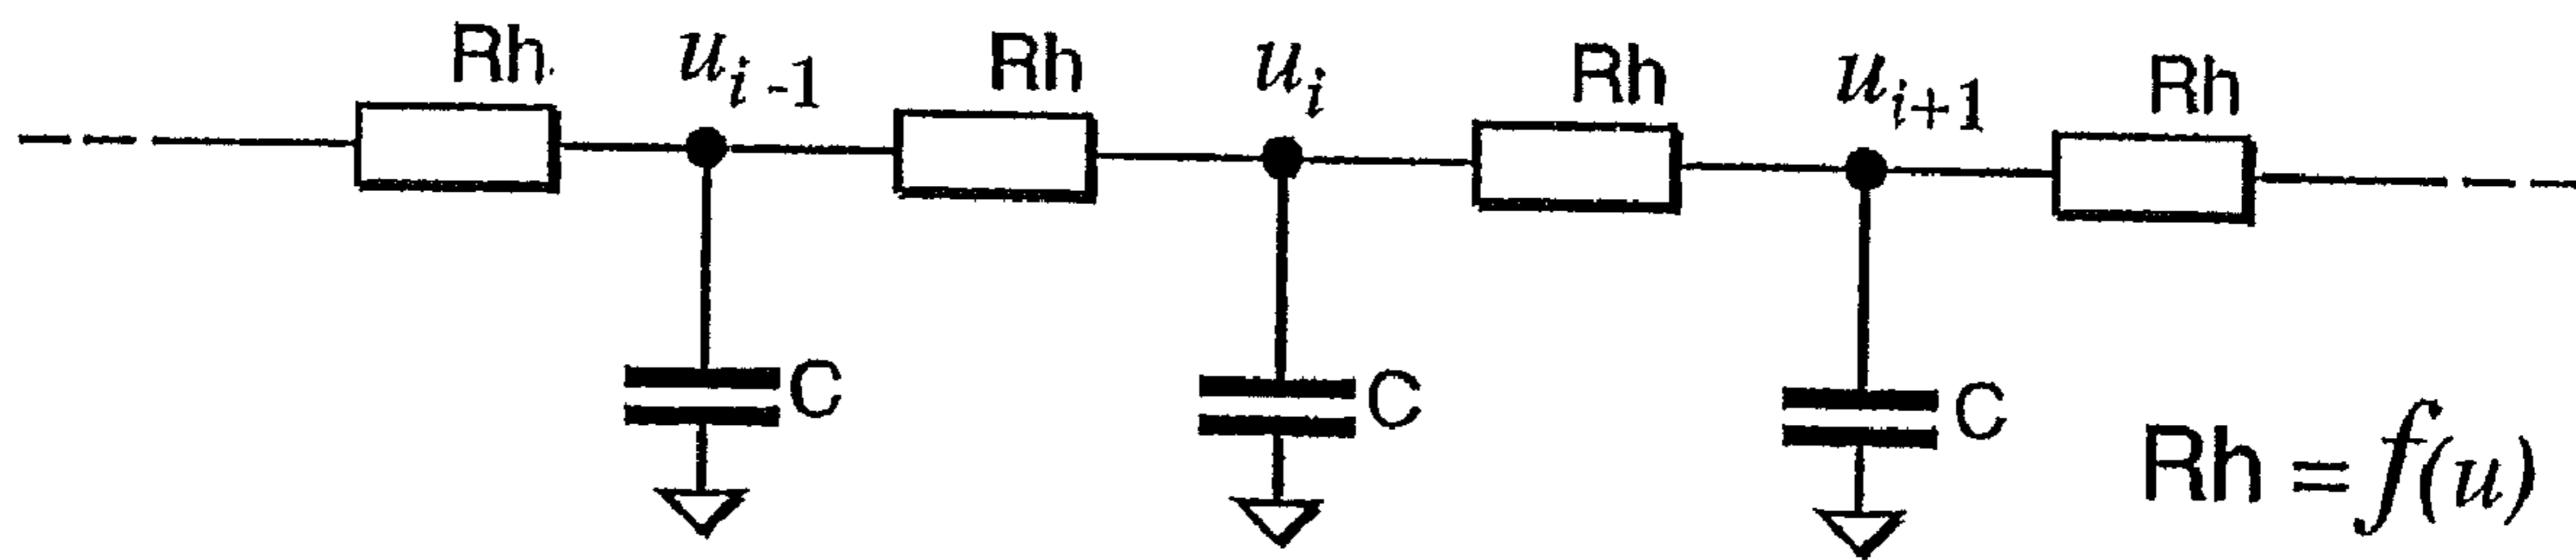 Rh u_{i-1} Rh u_i Rh u_{i+1} Rh
C C C
Rh = f(u)